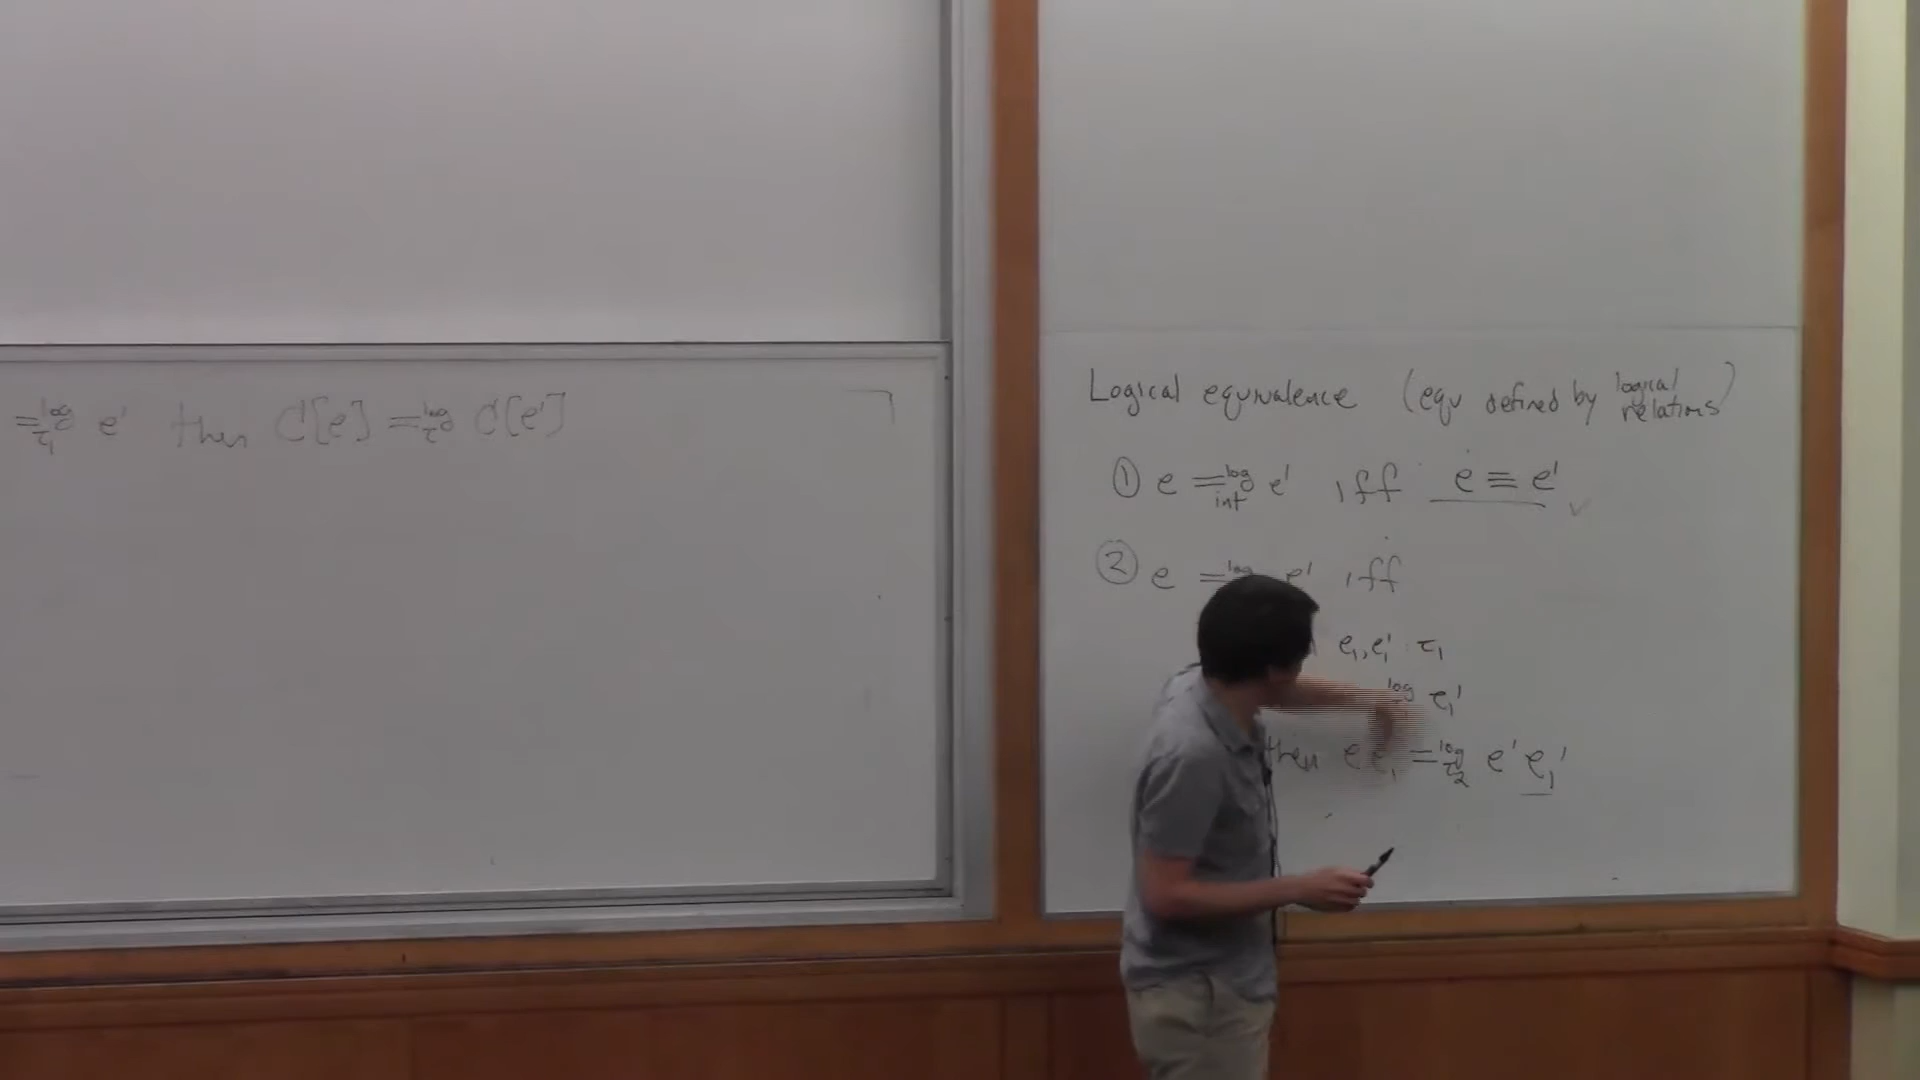 =log τ₁ e' then C[e] =log τ C[e']
Logical equivalence (equ defined by logical relations)
① e =log int e' iff e ≡ e' ✓
② e =log e' iff
e₁, e₁' : τ₁
log e₁'
then e e₁ =log τ₂ e' e₁'